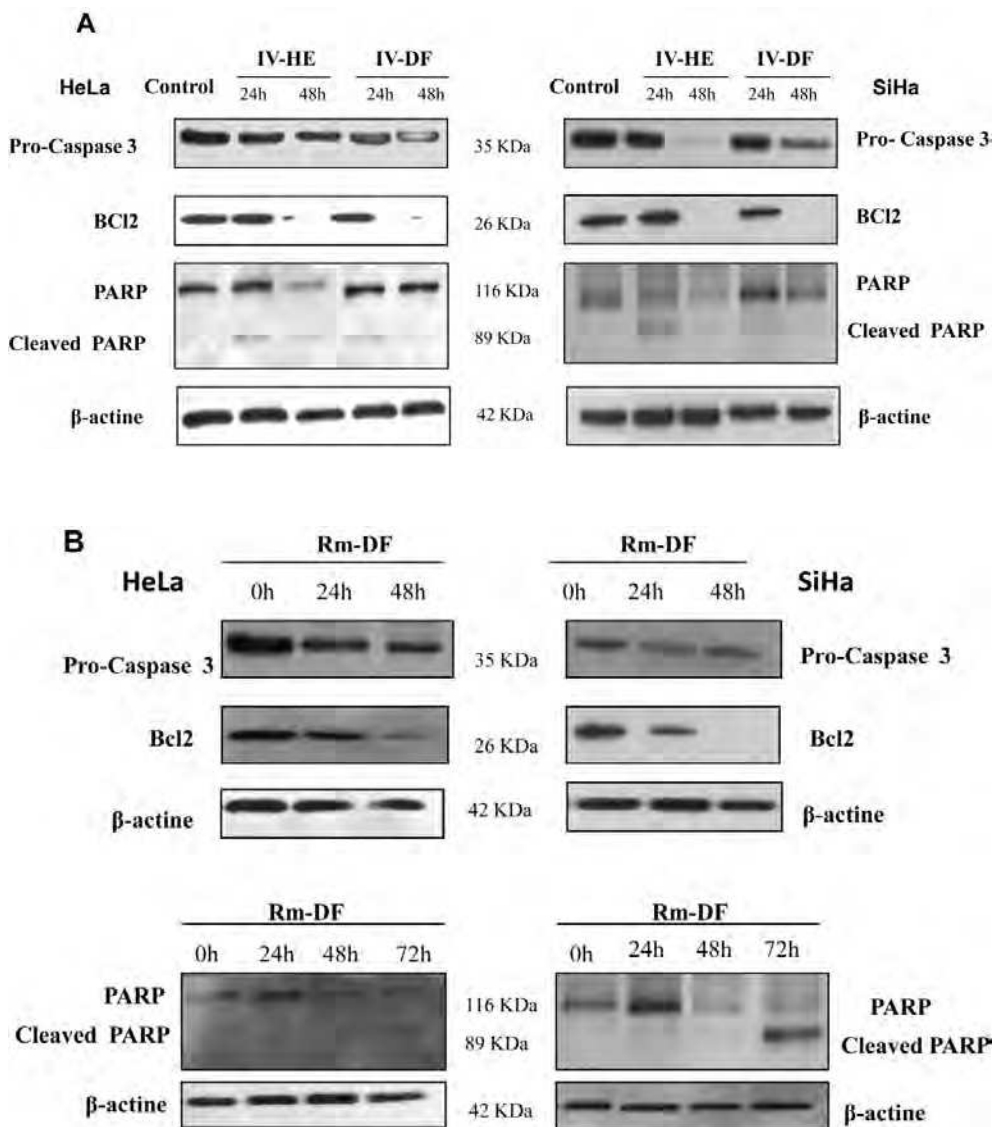 A
IV-HE IV-DF IV-HE IV-DF
HeLa Control 24h 48h 24h 48h Control 24h 48h 24h 48h SiHa
Pro-Caspase 3 35 KDa Pro- Caspase 3-
BCl2 26 KDa BCl2
PARP 116 KDa PARP
Cleaved PARP 89 KDa Cleaved PARP
β-actine 42 KDa β-actine
B
Rm-DF Rm-DF
HeLa 0h 24h 48h 0h 24h 48h SiHa
Pro-Caspase 3 35 KDa Pro-Caspase 3
Bcl2 26 KDa Bcl2
β-actine 42 KDa β-actine
Rm-DF Rm-DF
0h 24h 48h 72h 0h 24h 48h 72h
PARP 116 KDa PARP
Cleaved PARP 89 KDa Cleaved PARP
β-actine 42 KDa β-actine